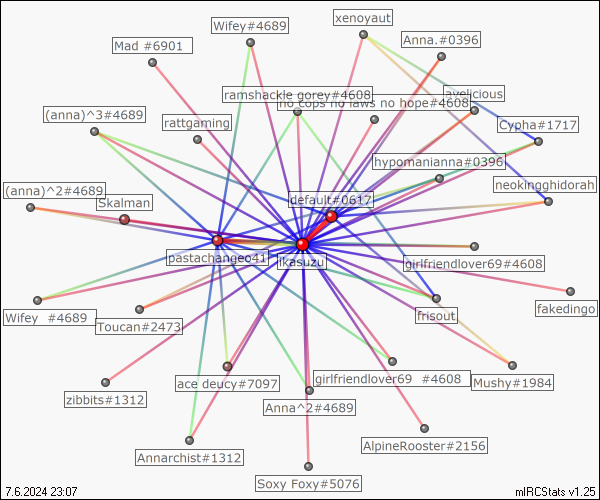 xenoyaut
Wifey#4689
Anna.#0396
Mad #6901
ramshackle gorey#4608
avelicious
no cops no laws no hope#4608
(anna)^3#4689
rattgaming
Cypha#1717
hypomanianna#0396
(anna)^2#4689
neokingghidorah
Skalman
default#0617
pastachangeo41
ikasuzu
girlfriendlover69#4608
fakedingo
Wifey  #4689
frisout
Toucan#2473
ace deucy#7097
girlfriendlover69  #4608
Mushy#1984
zibbits#1312
Anna^2#4689
AlpineRooster#2156
Annarchist#1312
Soxy Foxy#5076
7.6.2024 23:07
mIRCStats v1.25